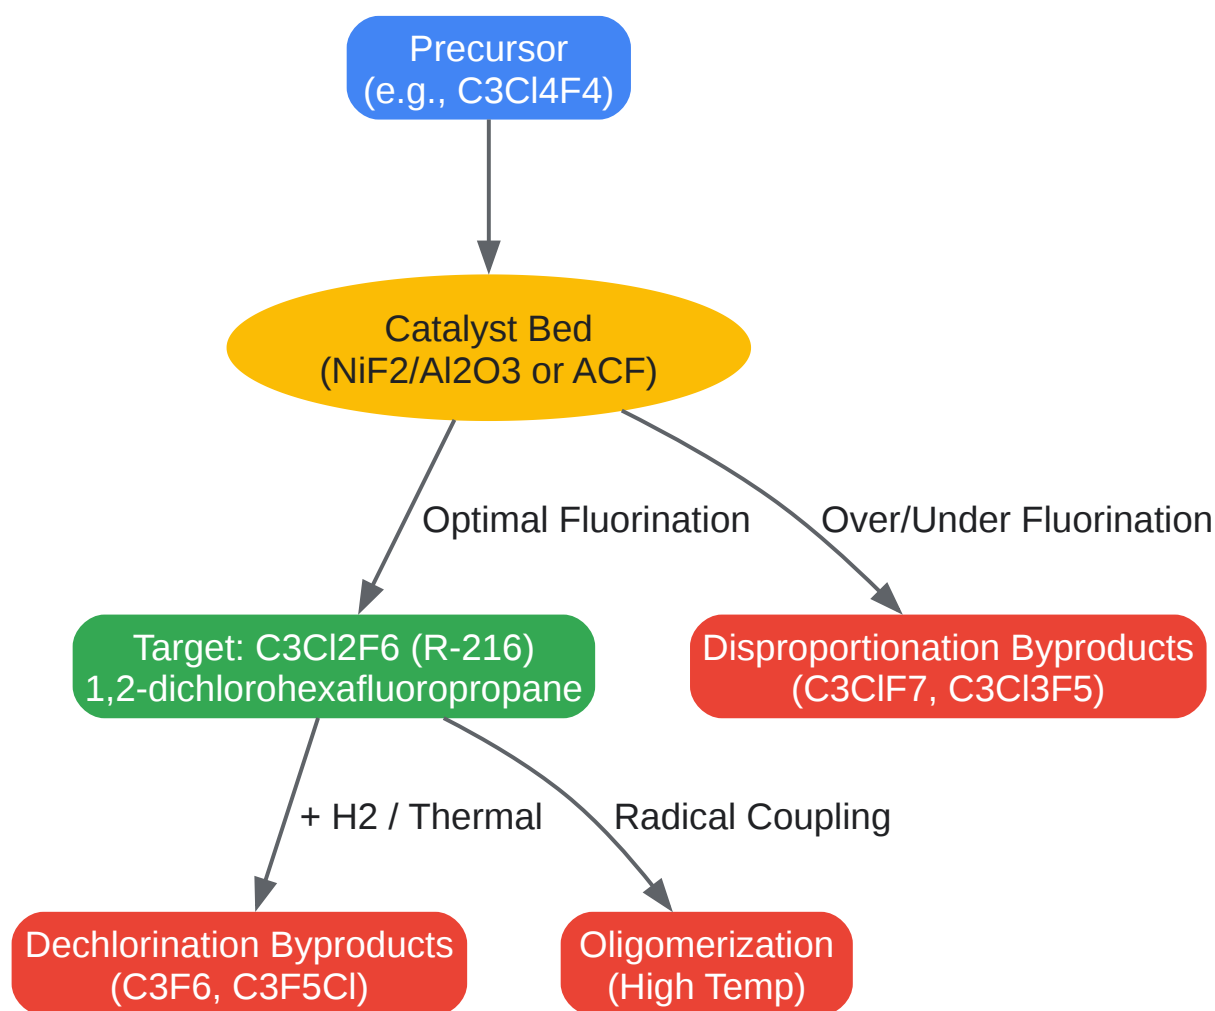 Precursor
(e.g., C3Cl4F4)
Catalyst Bed
(NiF2/Al2O3 or ACF)
Optimal Fluorination
Over/Under Fluorination
Target: C3Cl2F6 (R-216)
1,2-dichlorohexafluoropropane
Disproportionation Byproducts
(C3ClF7, C3Cl3F5)
+ H2 / Thermal
Radical Coupling
Dechlorination Byproducts
(C3F6, C3F5Cl)
Oligomerization
(High Temp)